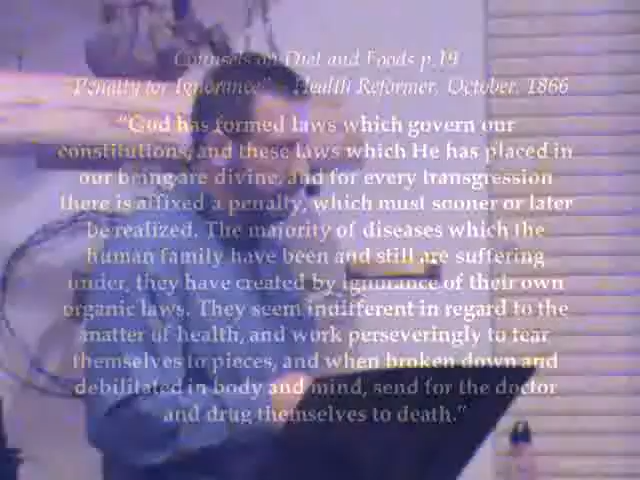 Counsels on Diet and Foods p.19
"Penalty for Ignorance" - Health Reformer, October, 1866
"God has formed laws which govern our
constitutions, and these laws which He has placed in
our being are divine, and for every transgression
there is affixed a penalty, which must sooner or later
be realized. The majority of diseases which the
human family have been and still are suffering
under, they have created by ignorance of their own
organic laws. They seem indifferent in regard to the
matter of health, and work perseveringly to tear
themselves to pieces, and when broken down and
debilitated in body and mind, send for the doctor
and drug themselves to death."